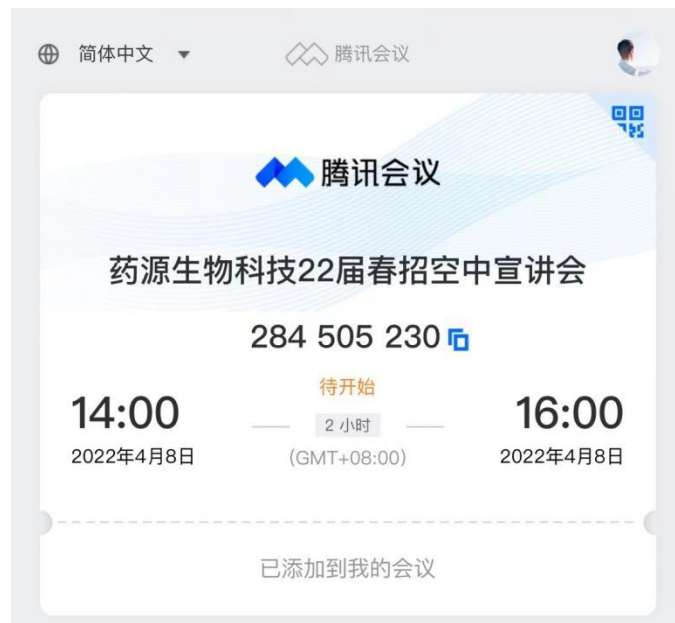 简体中文
腾讯会议
腾讯会议
药源生物科技22届春招空中宣讲会
284 505 230
待开始
14:00
2小时
16:00
2022年4月8日
(GMT+08:00)
2022年4月8日
已添加到我的会议